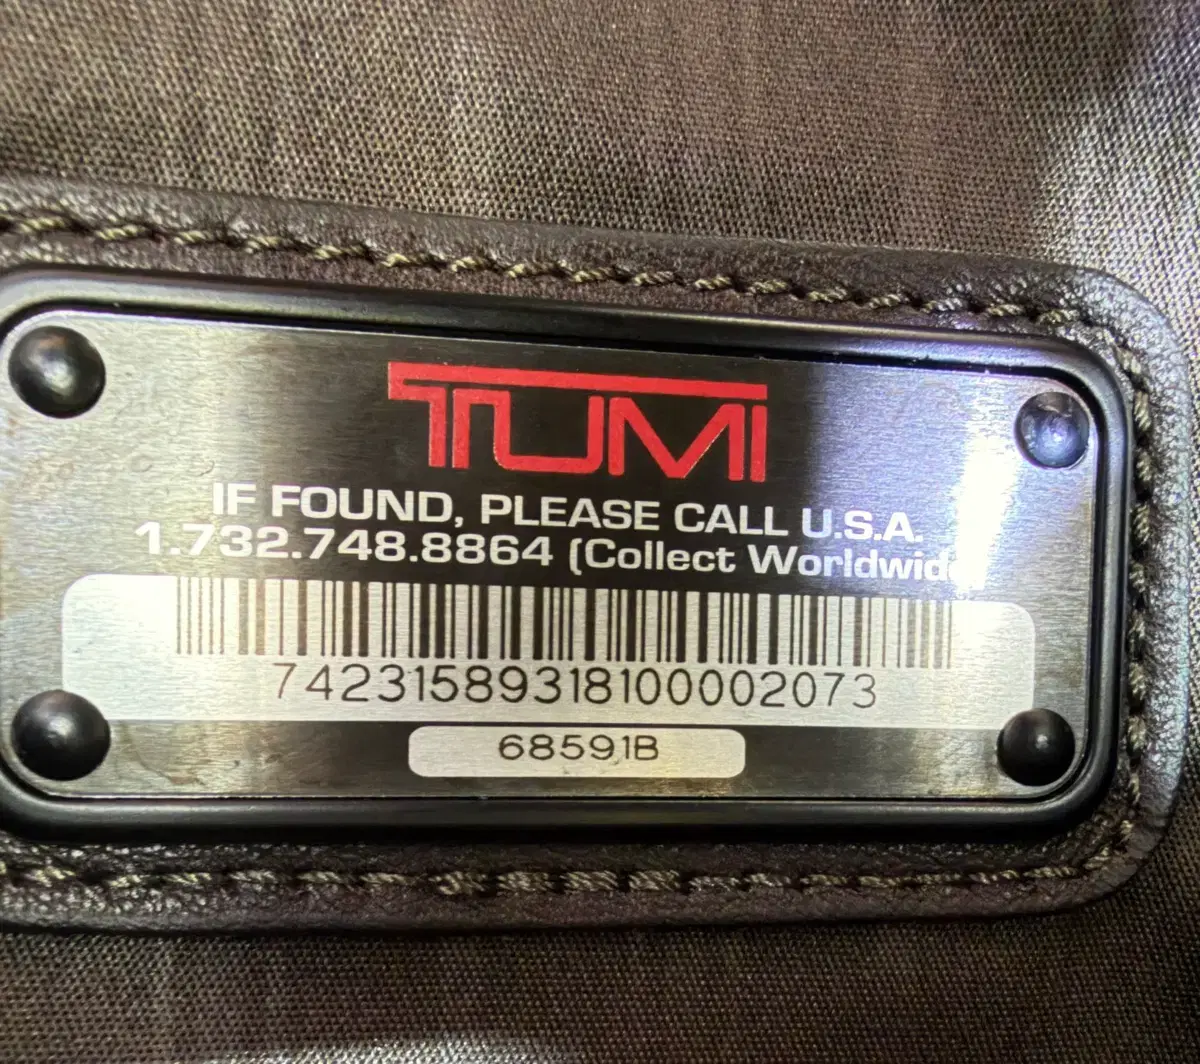 TUMI
IF FOUND, PLEASE CALL U.S.A.
1.732.748.8864 (Collect Worldwide)
74231589318100002073
68591B